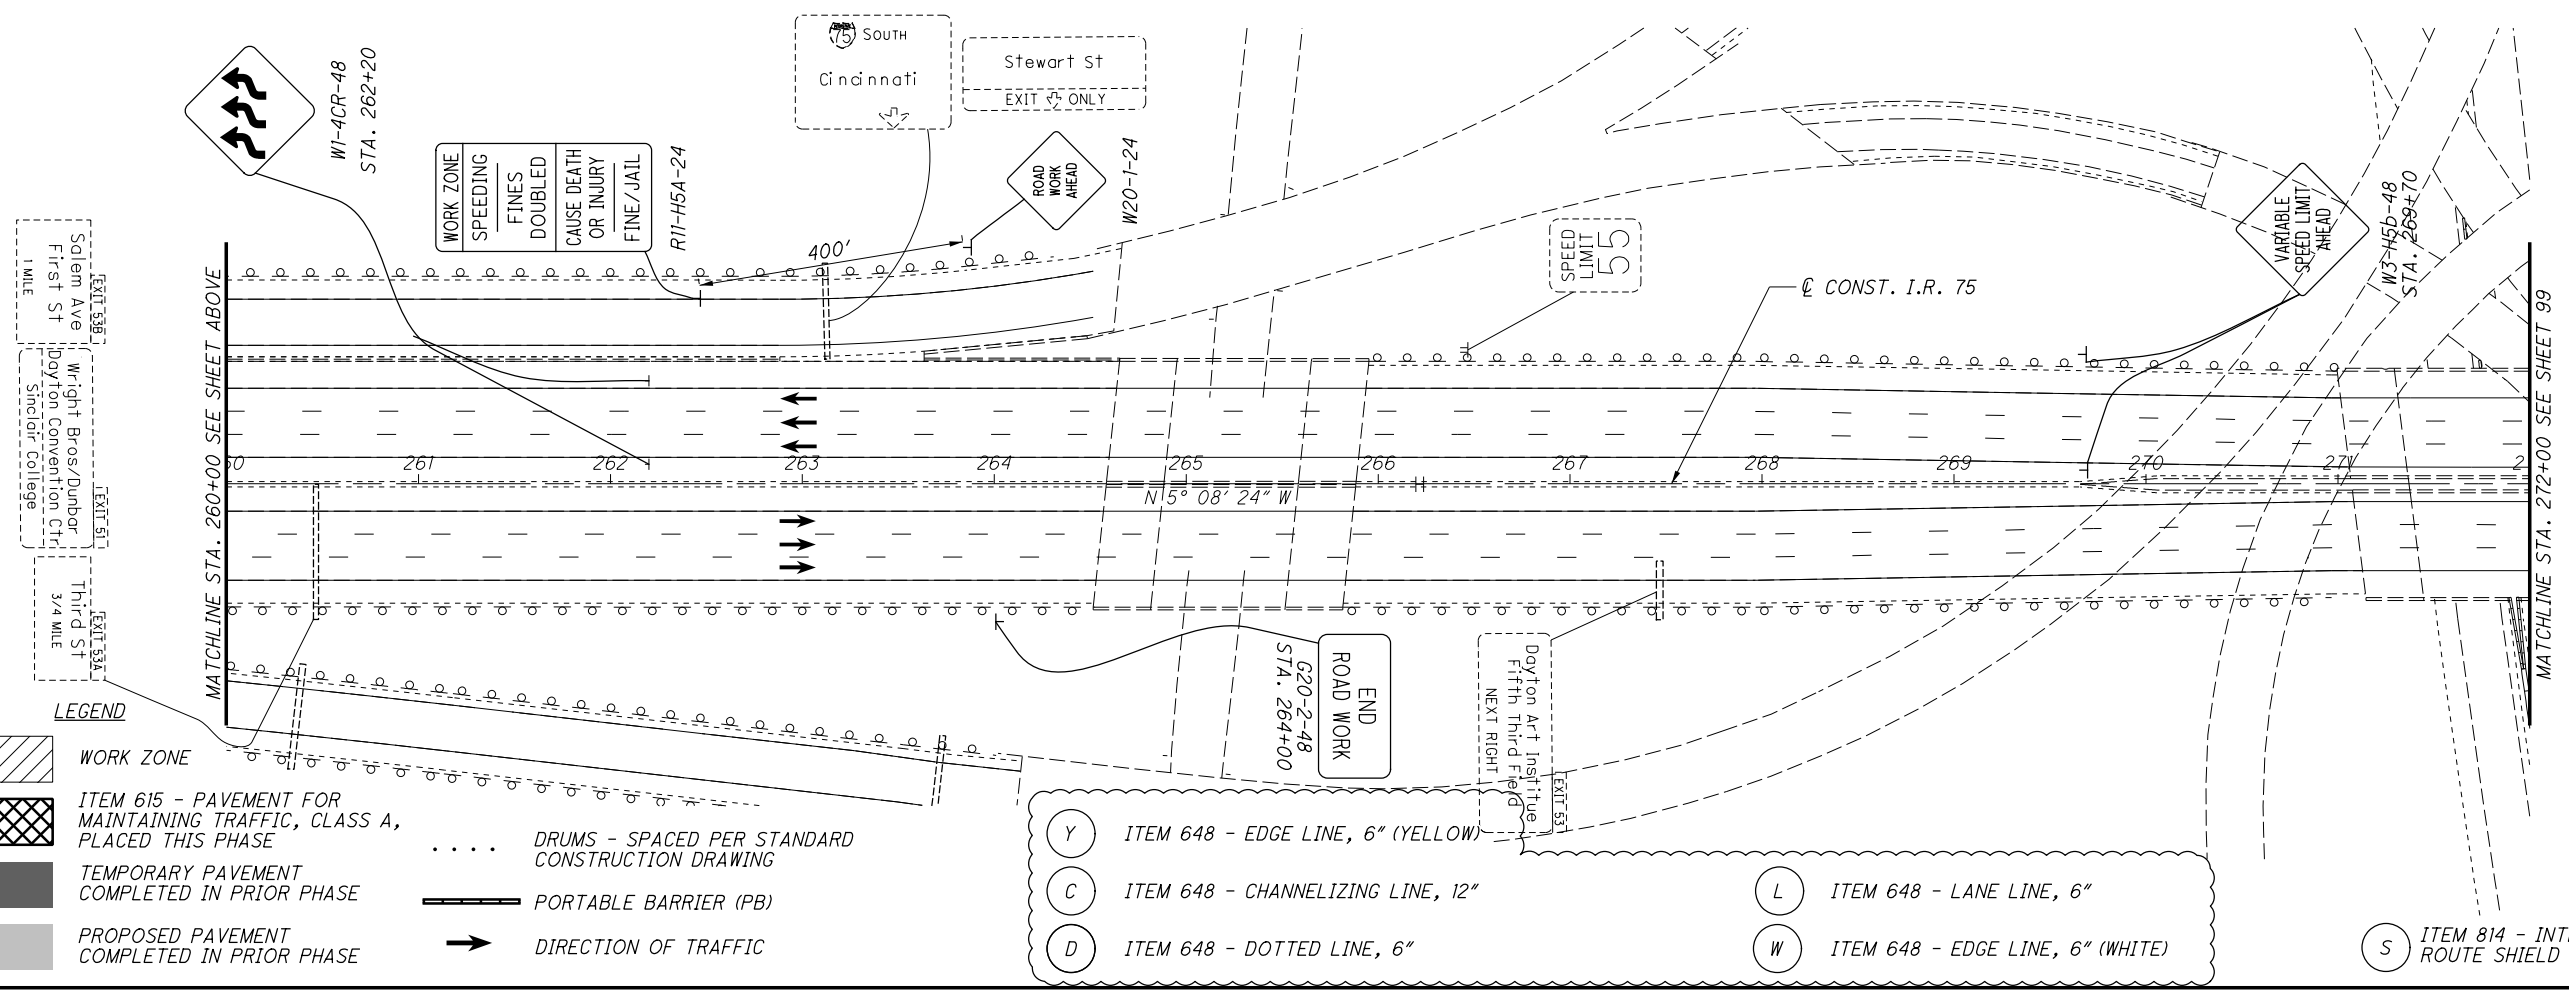 W1-4CR-48
STA. 262+20
WORK ZONE
SPEEDING
FINES
DOUBLED
CAUSE DEATH
OR INJURY
FINE/JAIL
R11-H5A-24
75 SOUTH
Cincinnati
Stewart St
EXIT ONLY
ROAD
WORK
AHEAD
W20-1-24
400'
SPEED
LIMIT
55
VARIABLE
SPEED LIMIT
AHEAD
W3-H5b-48
STA. 269+70
℄ CONST. I.R. 75
EXIT 53B
Salem Ave
First St
1 MILE
EXIT 51
Wright Bros/Dunbar
Dayton Convention Ctr
Sinclair College
EXIT 53A
Third St
3/4 MILE
MATCHLINE STA. 260+00 SEE SHEET ABOVE
60 261 262 263 264 265 266 267 268 269 270 271 2
N 5° 08' 24" W
MATCHLINE STA. 272+00 SEE SHEET 99
END
ROAD WORK
G20-2-48
STA. 264+00
EXIT 53
Dayton Art Institue
Fifth Third Field
NEXT RIGHT
LEGEND
WORK ZONE
ITEM 615 - PAVEMENT FOR
MAINTAINING TRAFFIC, CLASS A,
PLACED THIS PHASE
TEMPORARY PAVEMENT
COMPLETED IN PRIOR PHASE
PROPOSED PAVEMENT
COMPLETED IN PRIOR PHASE
DRUMS - SPACED PER STANDARD
CONSTRUCTION DRAWING
PORTABLE BARRIER (PB)
DIRECTION OF TRAFFIC
Y ITEM 648 - EDGE LINE, 6" (YELLOW)
C ITEM 648 - CHANNELIZING LINE, 12"
D ITEM 648 - DOTTED LINE, 6"
L ITEM 648 - LANE LINE, 6"
W ITEM 648 - EDGE LINE, 6" (WHITE)
S ITEM 814 - INT
ROUTE SHIELD